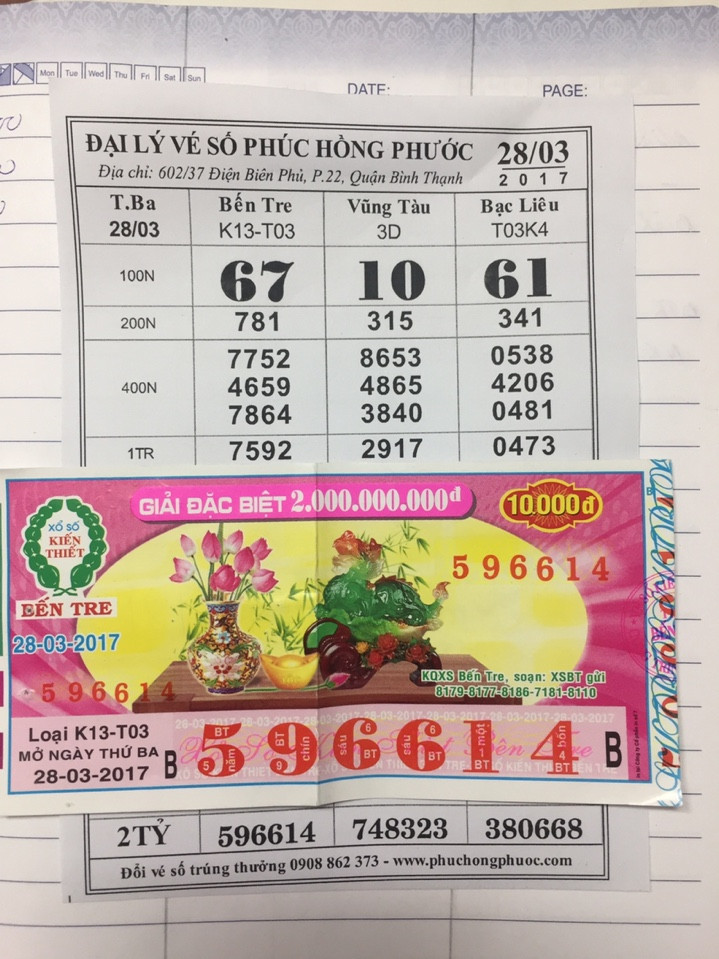 Mon Tue Wed Thu Fri Sat Sun
DATE: PAGE:
ĐẠI LÝ VÉ SỐ PHÚC HỒNG PHƯỚC 28/03
Địa chỉ: 602/37 Điện Biên Phủ, P.22, Quận Bình Thạnh 2017
T.Ba Bến Tre Vũng Tàu Bạc Liêu
28/03 K13-T03 3D T03K4
100N 67 10 61
200N 781 315 341
7752 8653 0538
400N 4659 4865 4206
7864 3840 0481
1TR 7592 2917 0473
GIẢI ĐẶC BIỆT 2.000.000.000đ 10.000đ
XỔ SỐ
KIẾN
THIẾT
BẾN TRE
596614
28-03-2017
596614
KQXS Bến Tre, soạn: XSBT gửi
8179-8177-8186-7181-8110
Loại K13-T03
MỞ NGÀY THỨ BA
28-03-2017
B 596614 B
2TỶ 596614 748323 380668
Đổi vé số trúng thưởng 0908 862 373 - www.phuchongphuoc.com